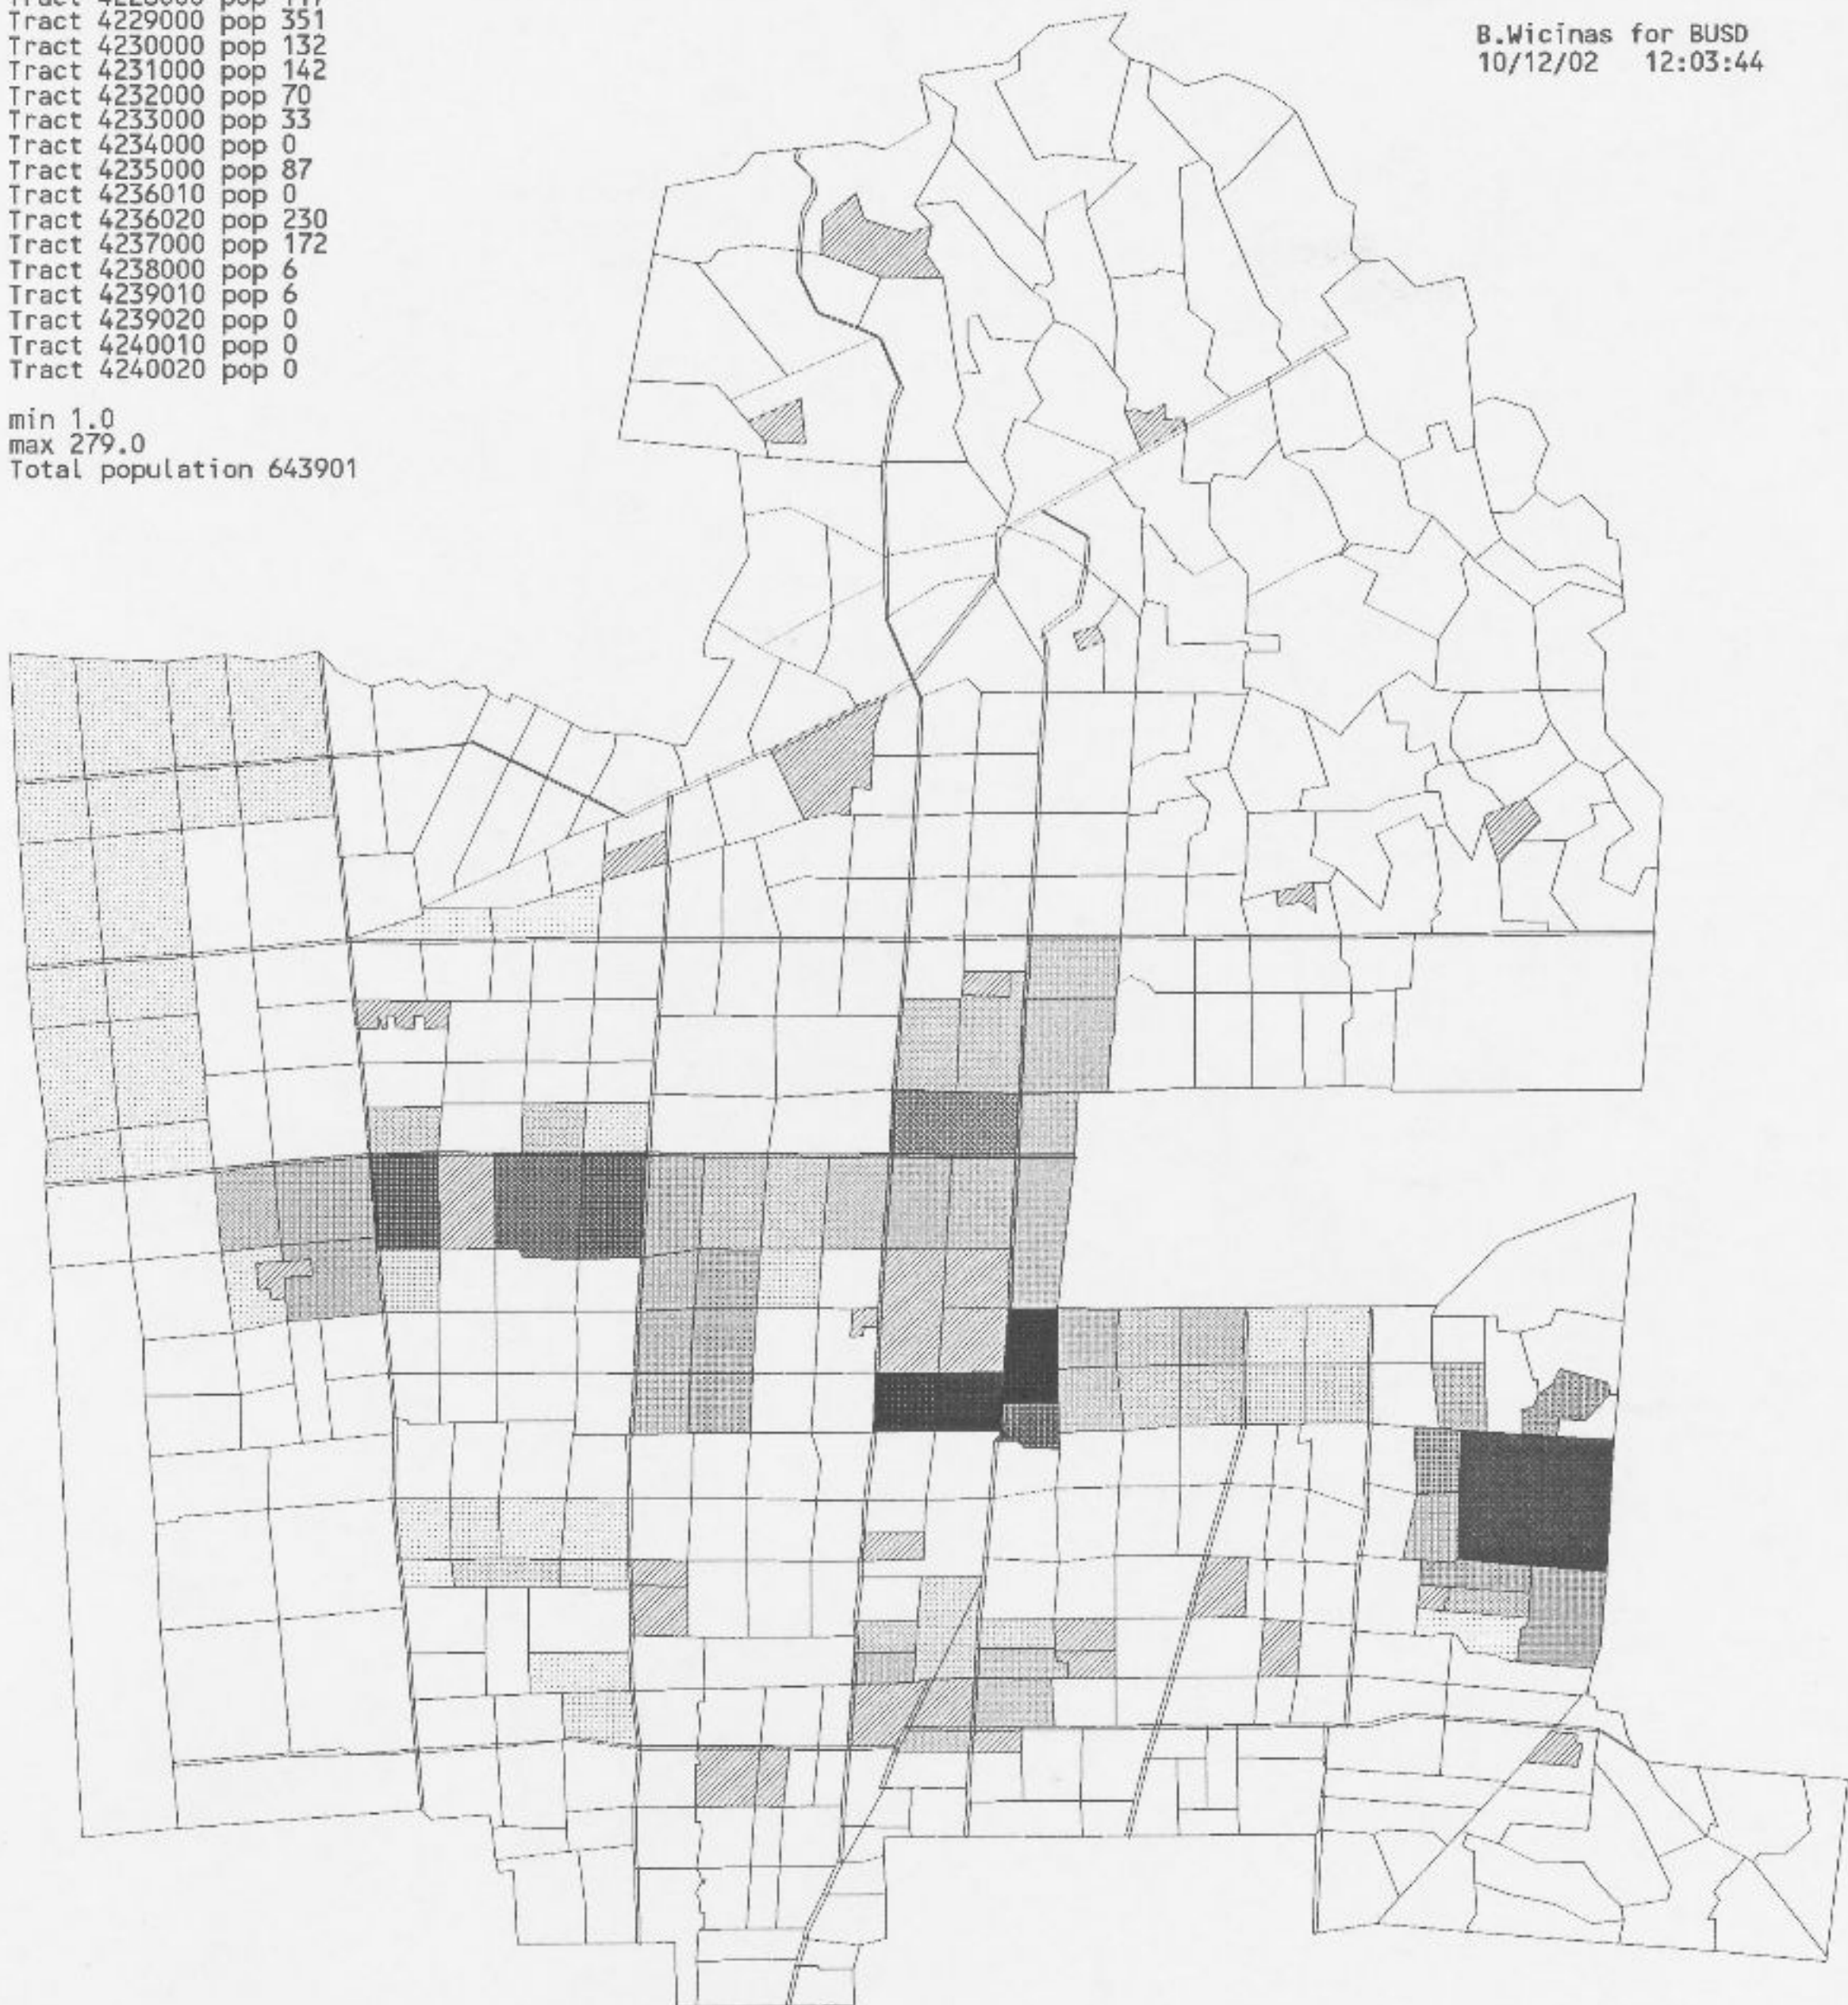 Tract 4229000 pop 351
Tract 4230000 pop 132
Tract 4231000 pop 142
Tract 4232000 pop 70
Tract 4233000 pop 33
Tract 4234000 pop 0
Tract 4235000 pop 87
Tract 4236010 pop 0
Tract 4236020 pop 230
Tract 4237000 pop 172
Tract 4238000 pop 6
Tract 4239010 pop 6
Tract 4239020 pop 0
Tract 4240010 pop 0
Tract 4240020 pop 0
min 1.0
max 279.0
Total population 643901
B.Wicinas for BUSD
10/12/02 12:03:44